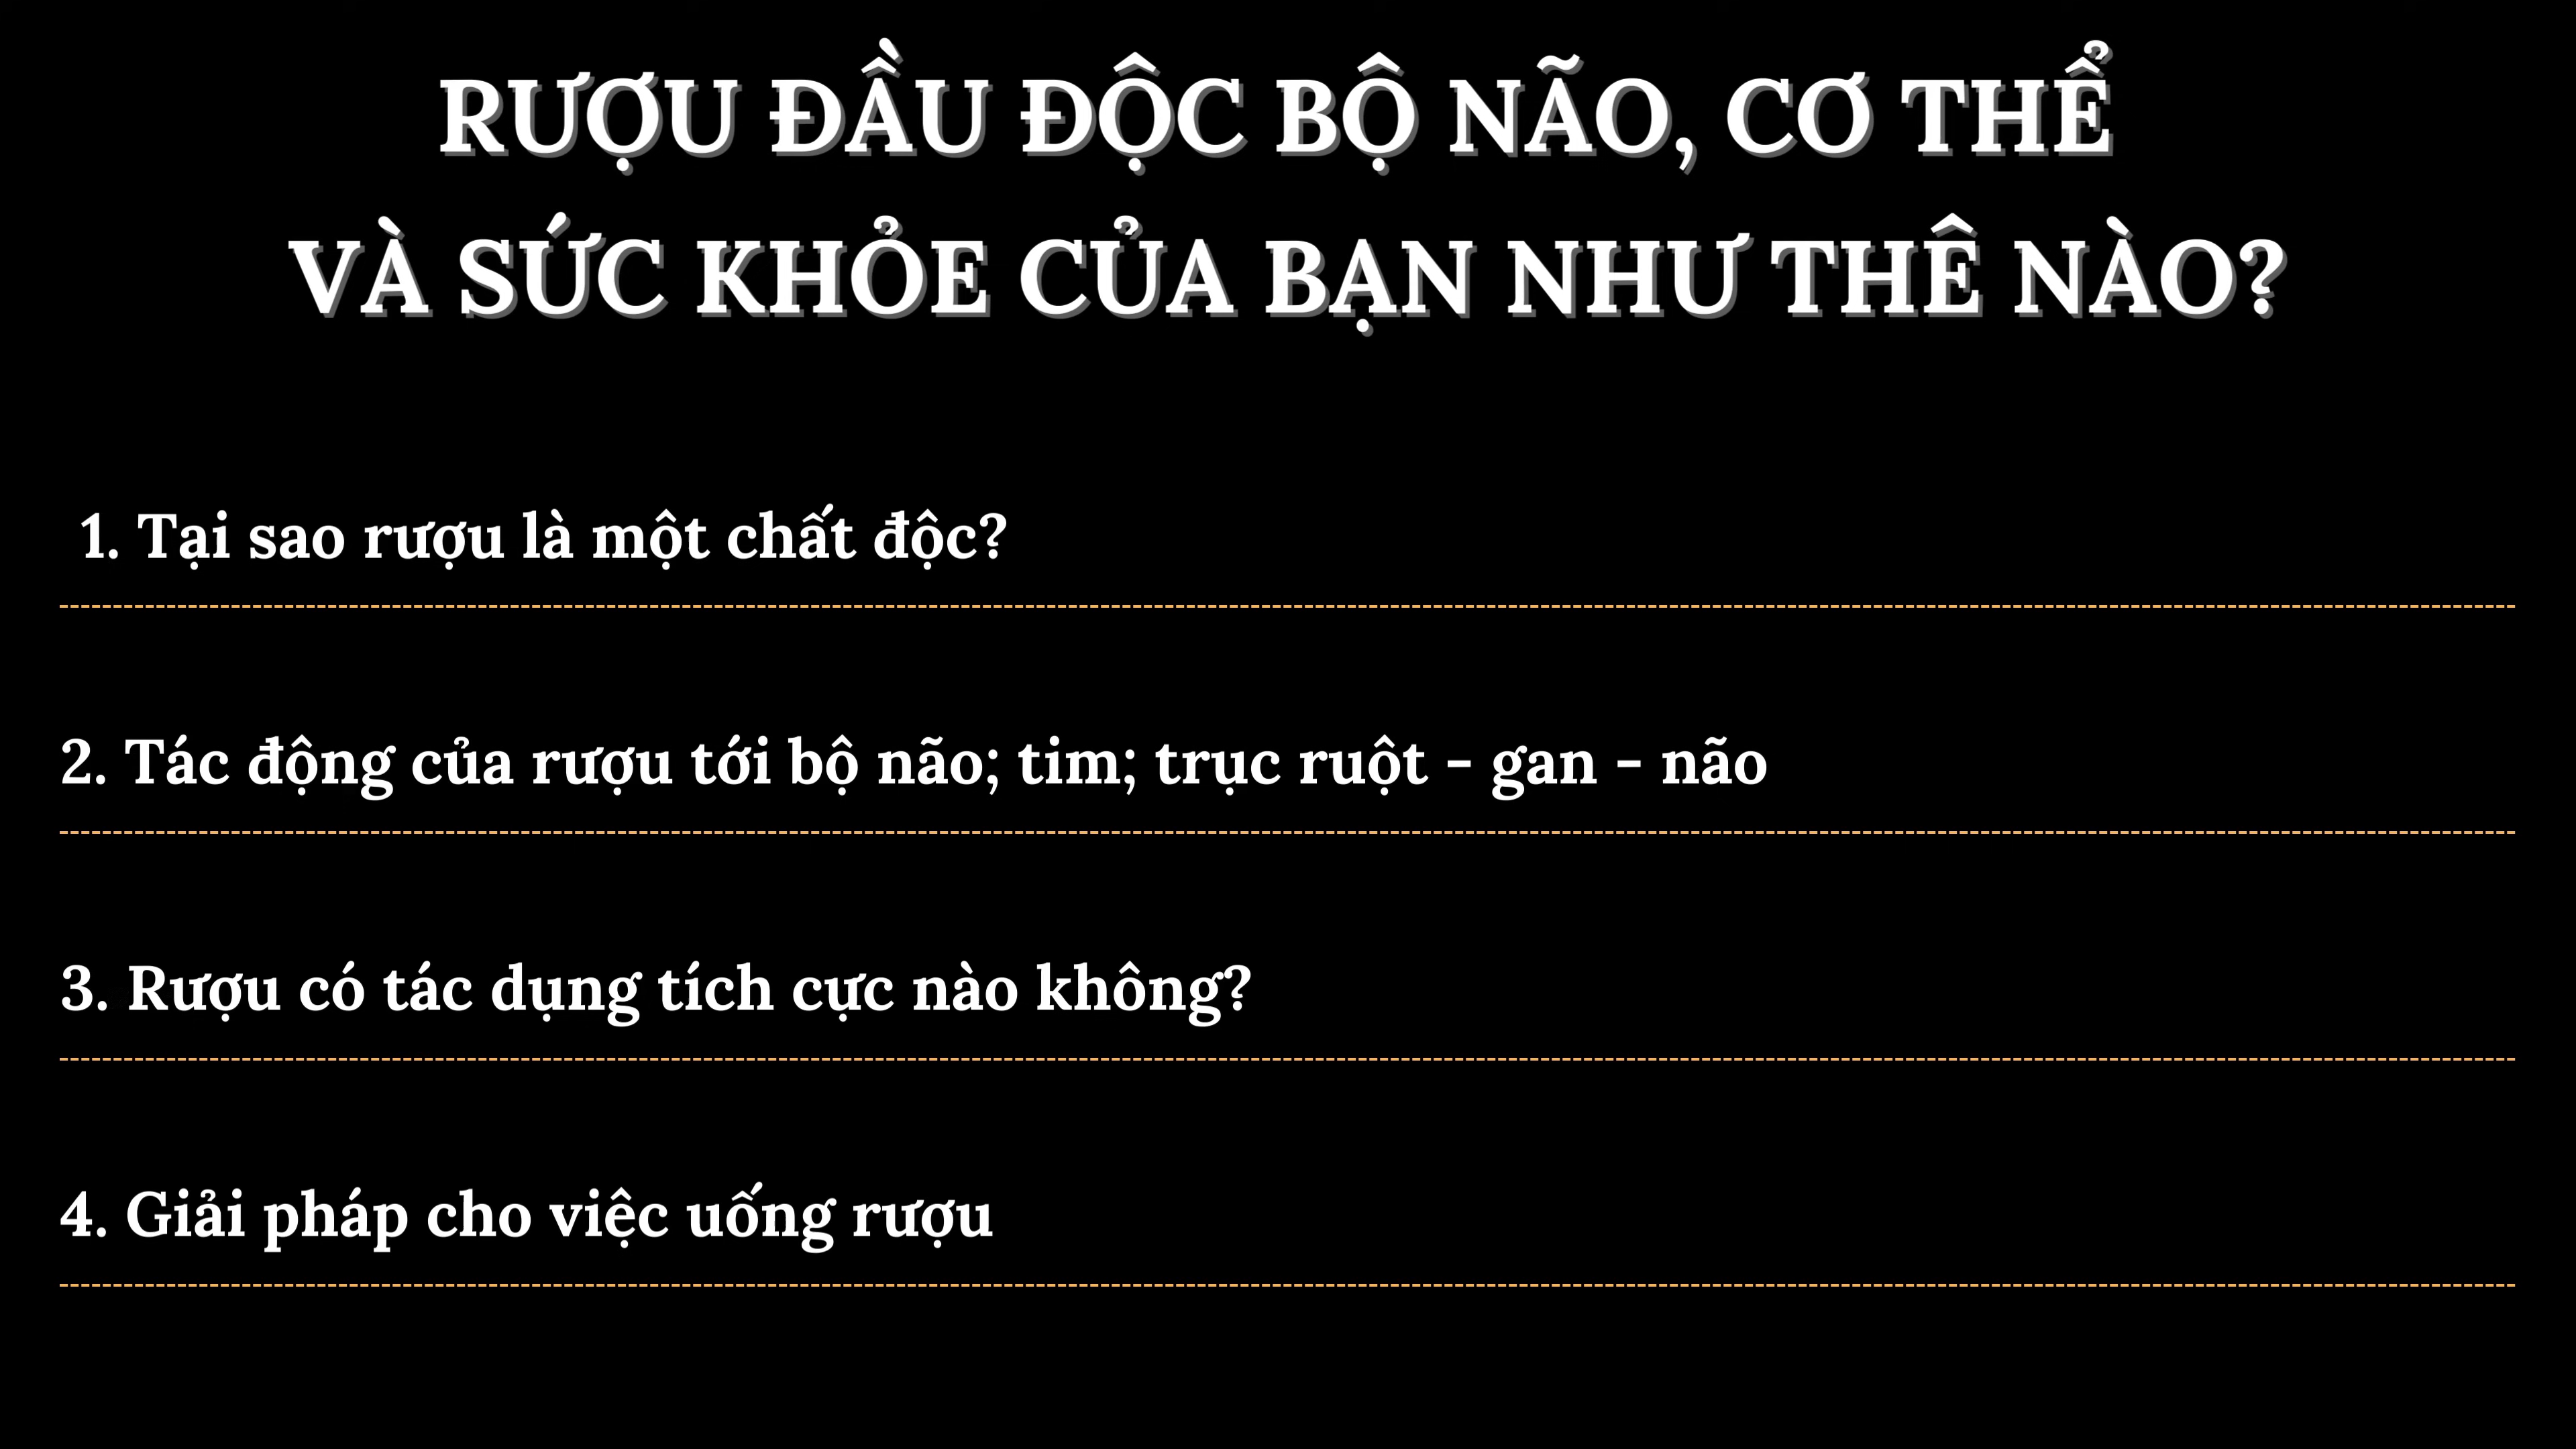 RƯỢU ĐẦU ĐỘC BỘ NÃO, CƠ THỂ
VÀ SỨC KHỎE CỦA BẠN NHƯ THÊ NÀO?
1. Tại sao rượu là một chất độc?
2. Tác động của rượu tới bộ não; tim; trục ruột - gan - não
3. Rượu có tác dụng tích cực nào không?
4. Giải pháp cho việc uống rượu